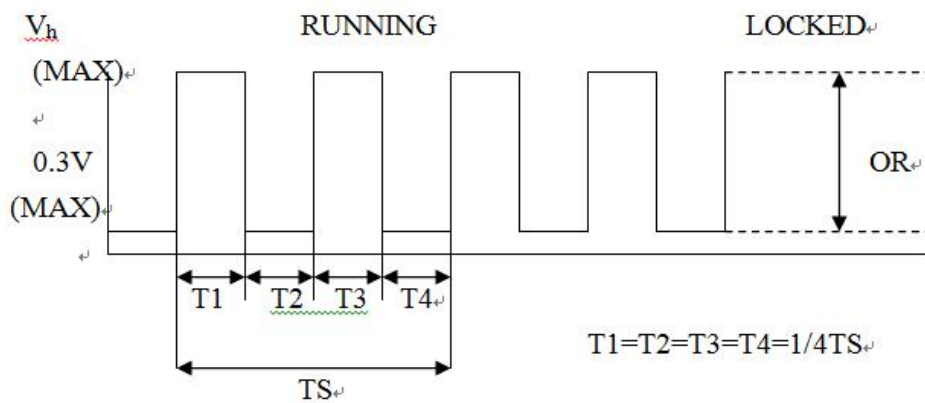 Vh RUNNING LOCKED
(MAX)
0.3V OR
(MAX)
T1 T2 T3 T4
T1=T2=T3=T4=1/4TS
TS